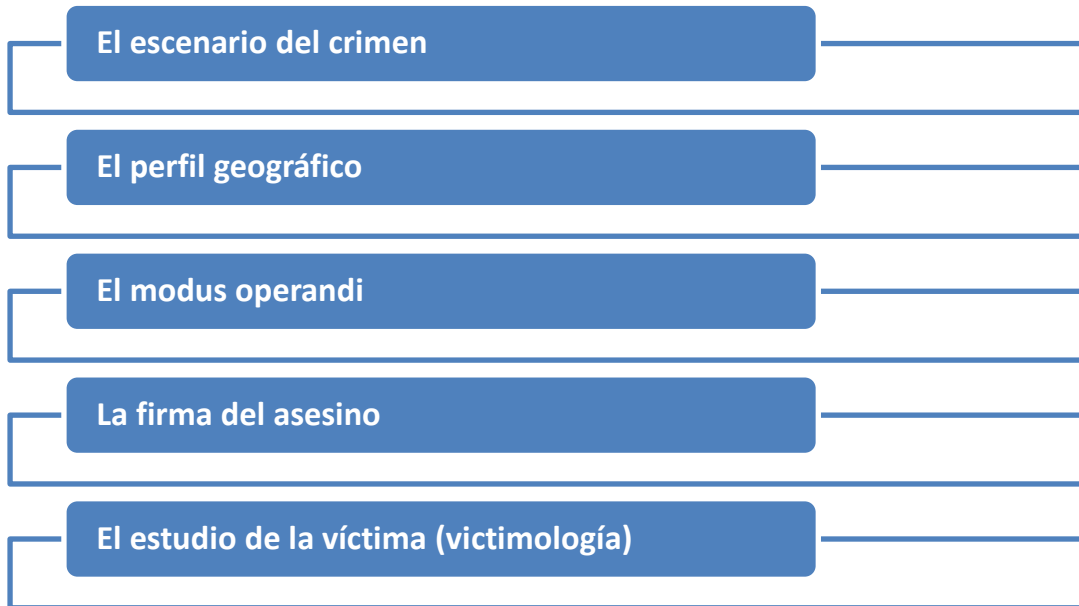 El escenario del crimen
El perfil geográfico
El modus operandi
La firma del asesino
El estudio de la víctima (victimología)